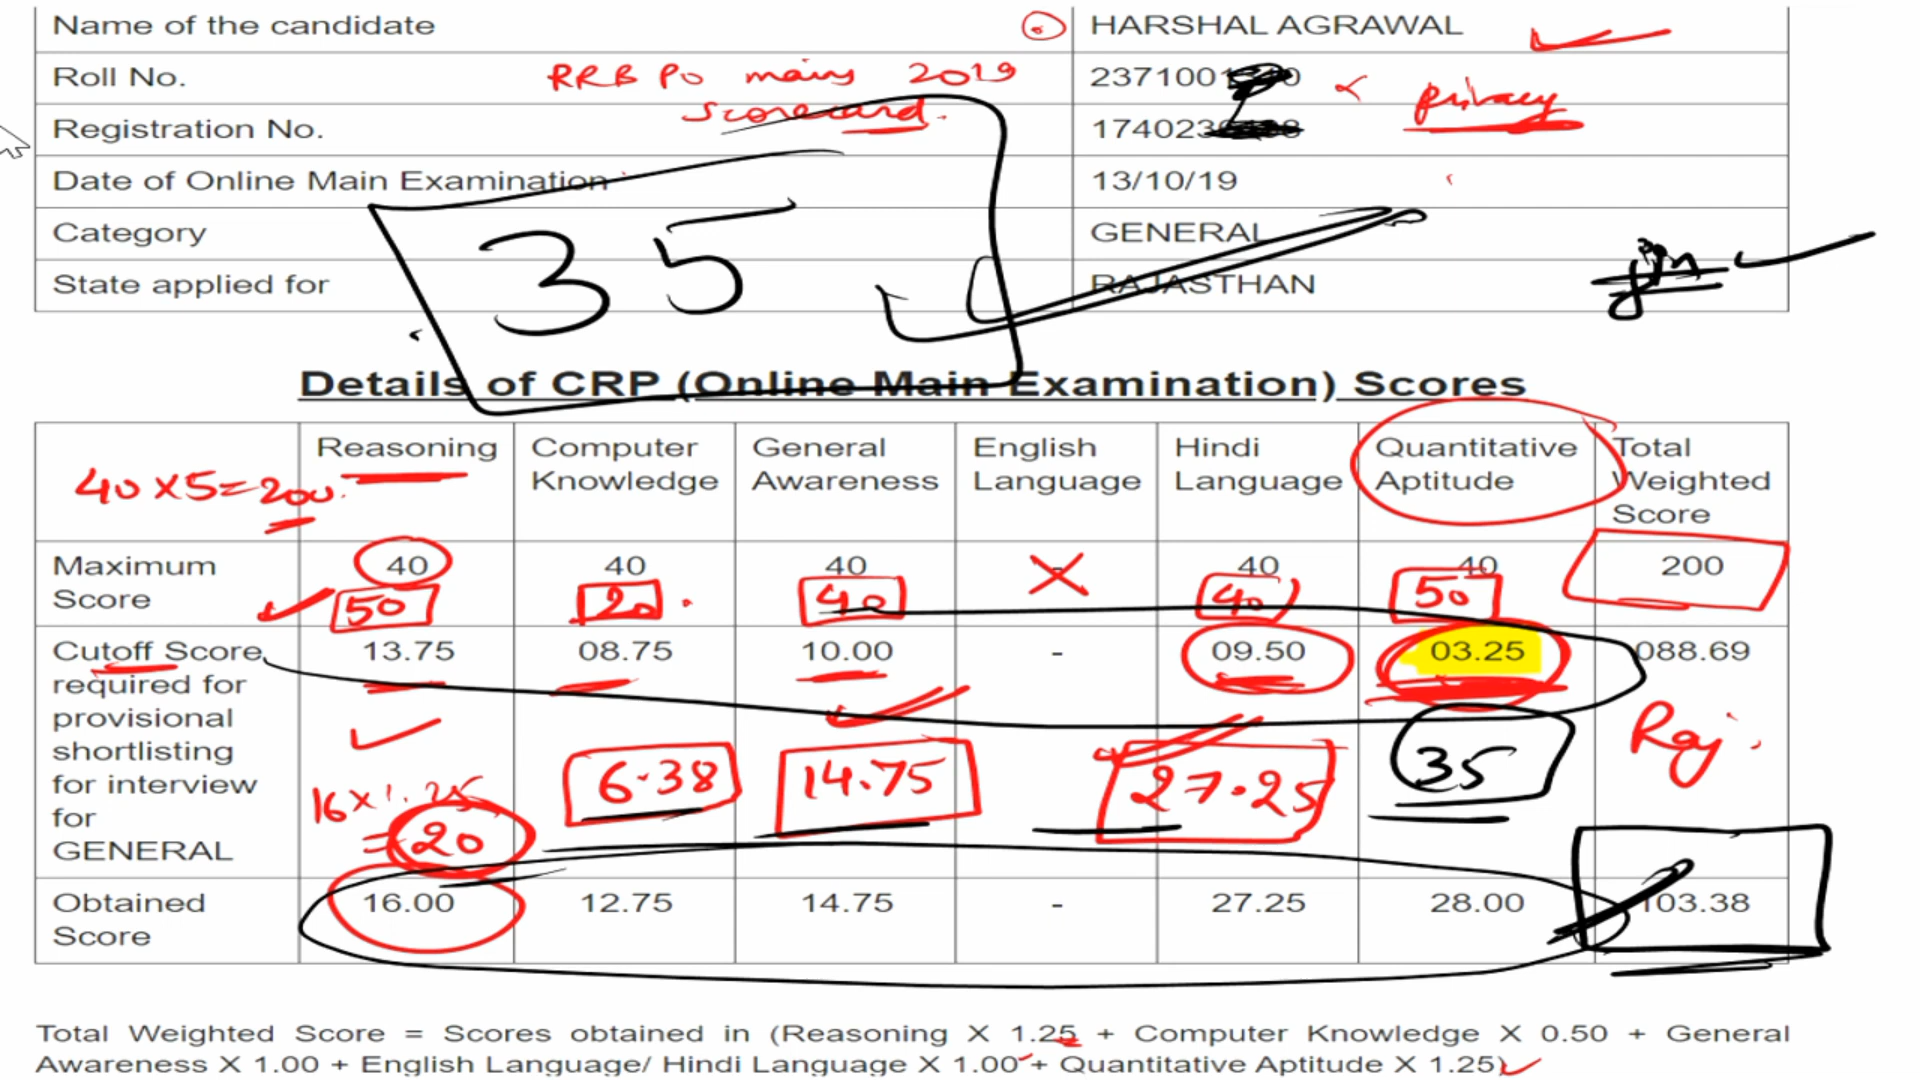 Name of the candidate HARSHAL AGRAWAL
Roll No. RRB PO mains 2019 2371001 privacy
scorecard.
Registration No. 174023
Date of Online Main Examination 13/10/19
Category 35 GENERAL
State applied for RAJASTHAN
Details of CRP (Online Main Examination) Scores
Reasoning Computer Knowledge General Awareness English Language Hindi Language Quantitative Aptitude Total Weighted Score
40X5=200.
Maximum Score 40 40 40 - 40 40 200
50 20. 40 40 50
Cutoff Score required for provisional shortlisting for interview for GENERAL 13.75 08.75 10.00 - 09.50 03.25 088.69
Raj.
16X1.25 =20 6.38 14.75 27.25 35
Obtained Score 16.00 12.75 14.75 - 27.25 28.00 103.38
Total Weighted Score = Scores obtained in (Reasoning X 1.25 + Computer Knowledge X 0.50 + General
Awareness X 1.00 + English Language/ Hindi Language X 1.00 + Quantitative Aptitude X 1.25)